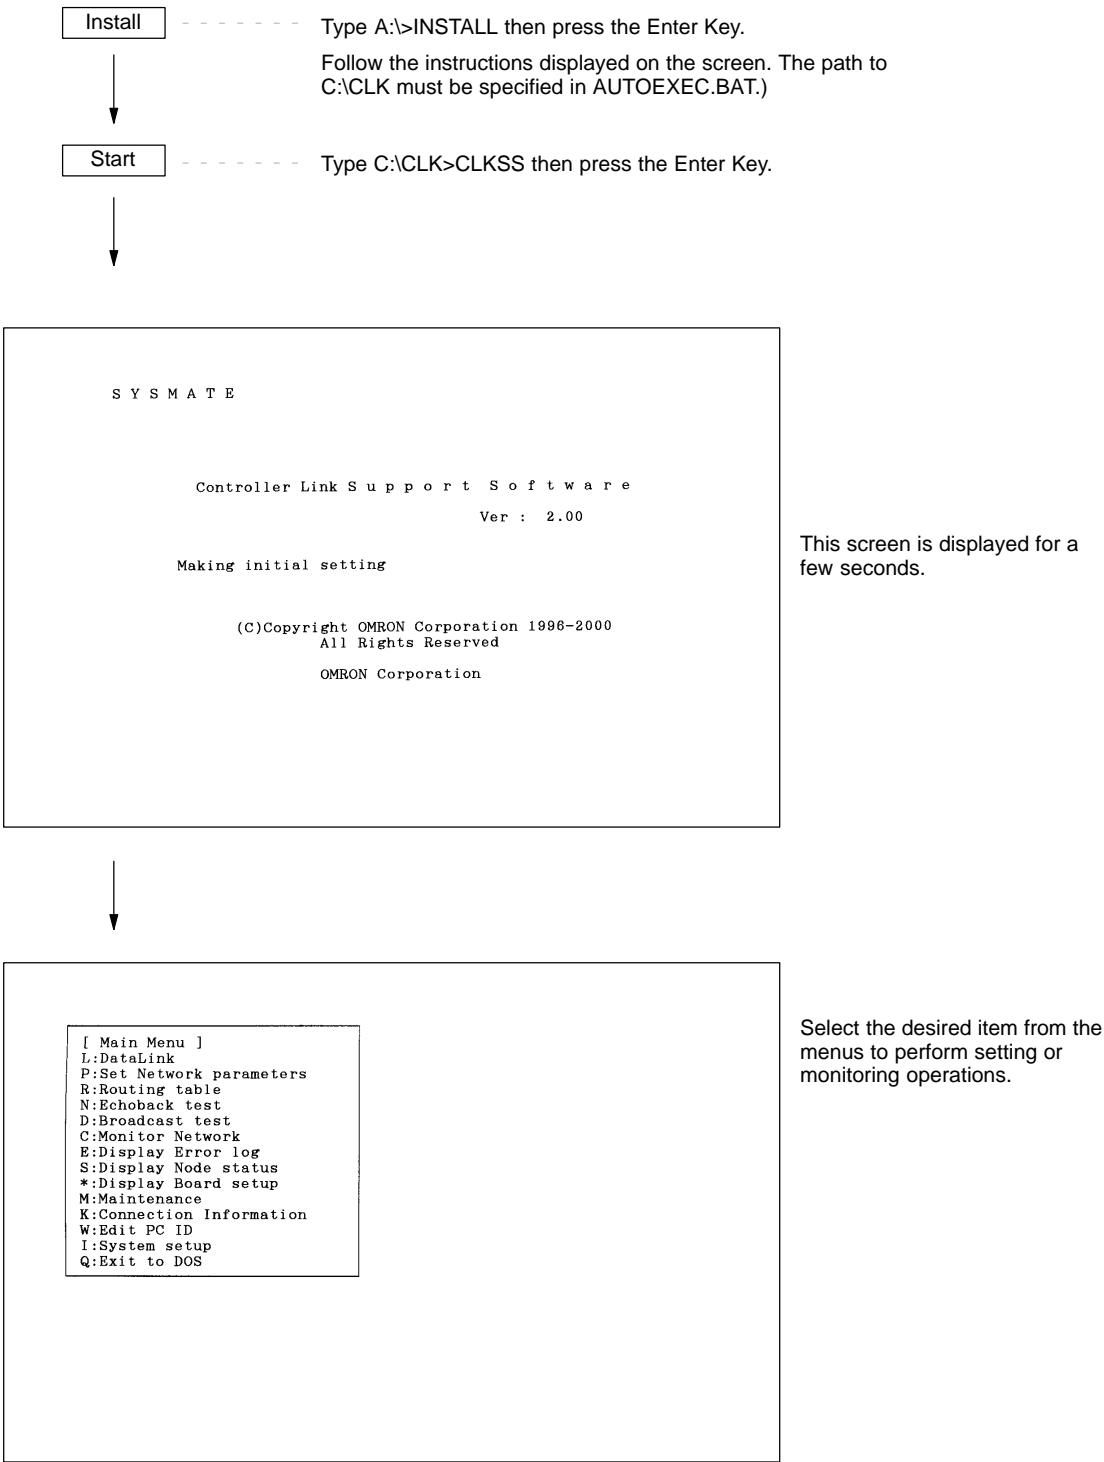 Install
Type A:\>INSTALL then press the Enter Key.
Follow the instructions displayed on the screen. The path to
C:\CLK must be specified in AUTOEXEC.BAT.)
Start
Type C:\CLK>CLKSS then press the Enter Key.
S Y S M A T E
Controller Link S u p p o r t S o f t w a r e
Ver : 2.00
Making initial setting
(C)Copyright OMRON Corporation 1996-2000
All Rights Reserved
OMRON Corporation
This screen is displayed for a
few seconds.
[ Main Menu ]
L:DataLink
P:Set Network parameters
R:Routing table
N:Echoback test
D:Broadcast test
C:Monitor Network
E:Display Error log
S:Display Node status
*:Display Board setup
M:Maintenance
K:Connection Information
W:Edit PC ID
I:System setup
Q:Exit to DOS
Select the desired item from the
menus to perform setting or
monitoring operations.